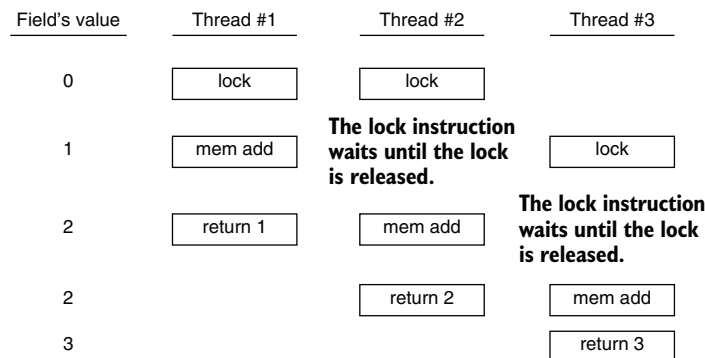 Field's value Thread #1 Thread #2 Thread #3
0 lock lock
1 mem add The lock instruction waits until the lock is released. lock
2 return 1 mem add The lock instruction waits until the lock is released.
2 return 2 mem add
3 return 3